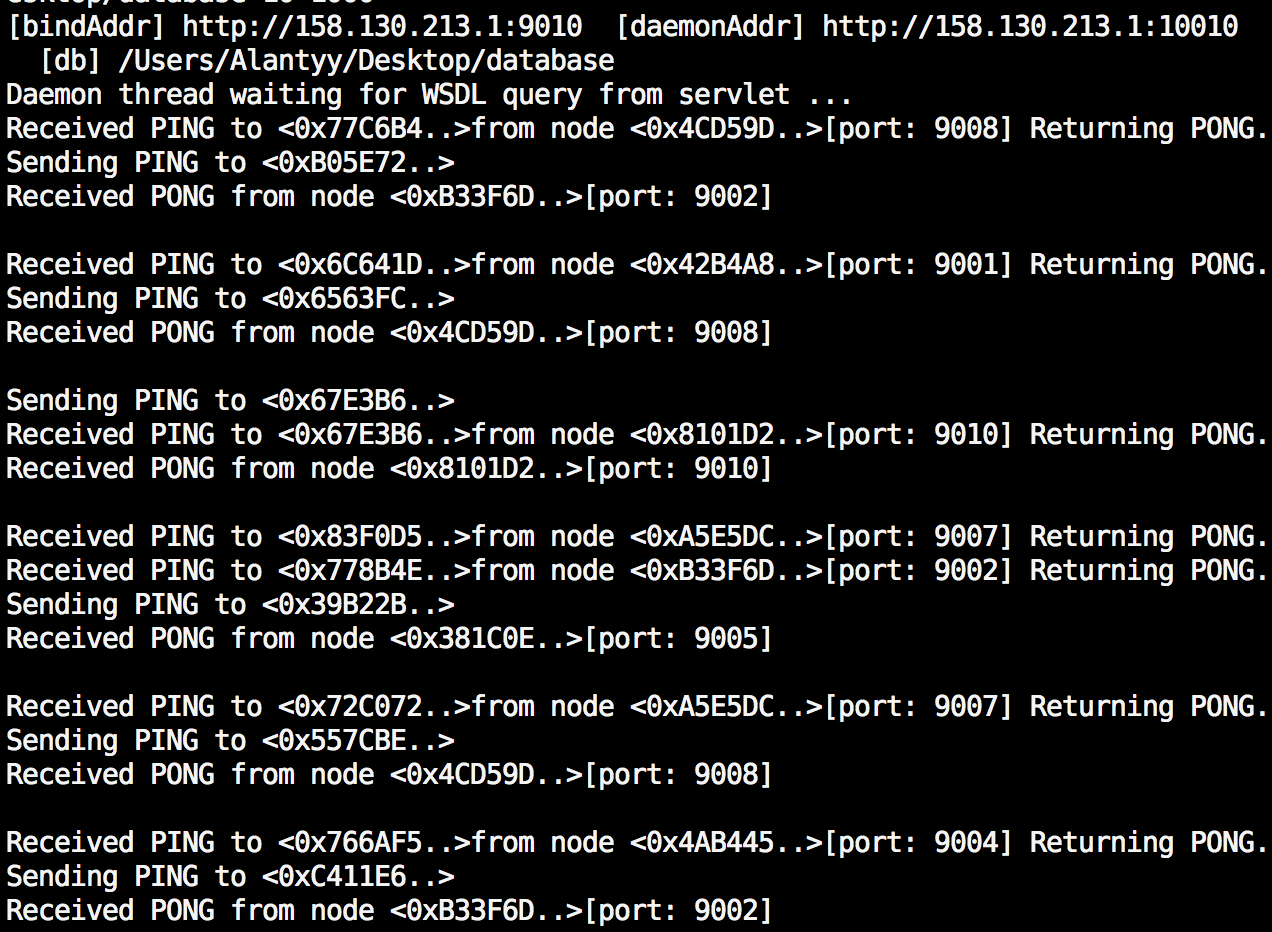 esktop/database 10 1000
[bindAddr] http://158.130.213.1:9010  [daemonAddr] http://158.130.213.1:10010
  [db] /Users/Alantyy/Desktop/database
Daemon thread waiting for WSDL query from servlet ...
Received PING to <0x77C6B4..>from node <0x4CD59D..>[port: 9008] Returning PONG.
Sending PING to <0xB05E72..>
Received PONG from node <0xB33F6D..>[port: 9002]
Received PING to <0x6C641D..>from node <0x42B4A8..>[port: 9001] Returning PONG.
Sending PING to <0x6563FC..>
Received PONG from node <0x4CD59D..>[port: 9008]
Sending PING to <0x67E3B6..>
Received PING to <0x67E3B6..>from node <0x8101D2..>[port: 9010] Returning PONG.
Received PONG from node <0x8101D2..>[port: 9010]
Received PING to <0x83F0D5..>from node <0xA5E5DC..>[port: 9007] Returning PONG.
Received PING to <0x778B4E..>from node <0xB33F6D..>[port: 9002] Returning PONG.
Sending PING to <0x39B22B..>
Received PONG from node <0x381C0E..>[port: 9005]
Received PING to <0x72C072..>from node <0xA5E5DC..>[port: 9007] Returning PONG.
Sending PING to <0x557CBE..>
Received PONG from node <0x4CD59D..>[port: 9008]
Received PING to <0x766AF5..>from node <0x4AB445..>[port: 9004] Returning PONG.
Sending PING to <0xC411E6..>
Received PONG from node <0xB33F6D..>[port: 9002]